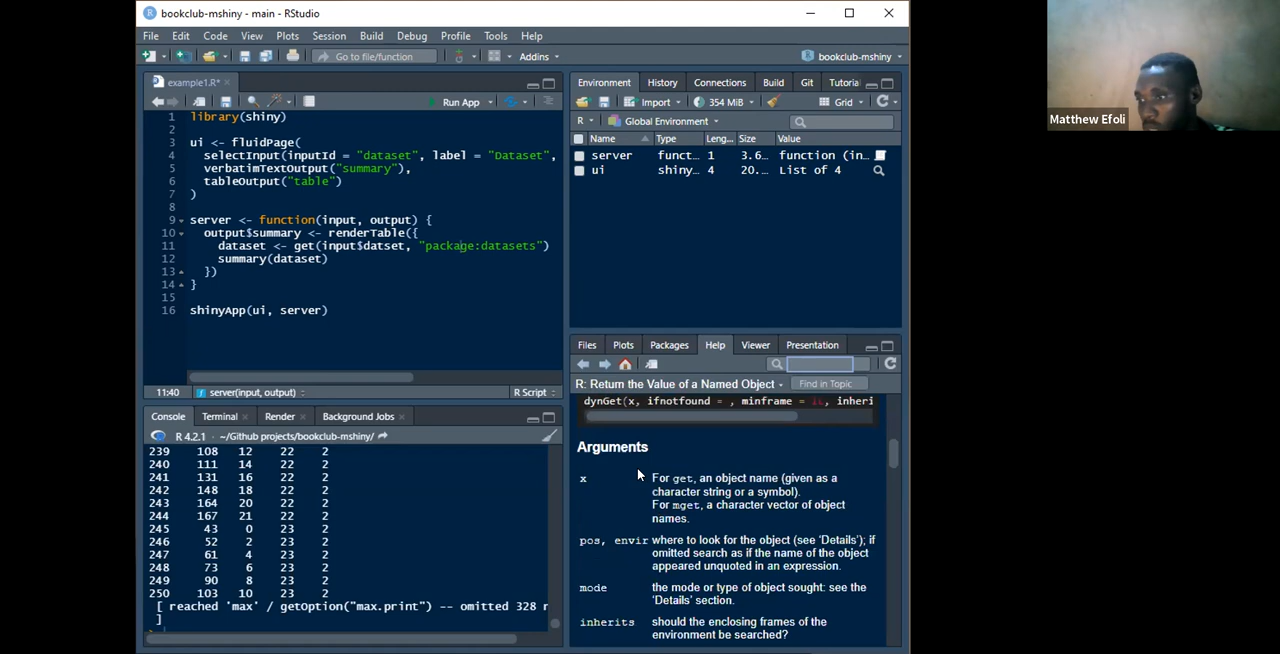 bookclub-mshiny - main - RStudio
File Edit Code View Plots Session Build Debug Profile Tools Help
Go to file/function Addins bookclub-mshiny
example1.R*
Run App
1 library(shiny)
2
3 ui <- fluidPage(
4 selectInput(inputId = "dataset", label = "Dataset",
5 verbatimTextOutput("summary"),
6 tableOutput("table")
7 )
8
9 server <- function(input, output) {
10 output$summary <- renderTable({
11 dataset <- get(input$datset, "package:datasets")
12 summary(dataset)
13 })
14 }
15
16 shinyApp(ui, server)
11:40 server(input, output) R Script
Console Terminal Render Background Jobs
R 4.2.1 · ~/Github projects/bookclub-mshiny/
239 108 12 22 2
240 111 14 22 2
241 131 16 22 2
242 148 18 22 2
243 164 20 22 2
244 167 21 22 2
245 43 0 23 2
246 52 2 23 2
247 61 4 23 2
248 73 6 23 2
249 90 8 23 2
250 103 10 23 2
[ reached 'max' / getOption("max.print") -- omitted 328 r
]
Environment History Connections Build Git Tutorial
Import 354 MiB Grid
R Global Environment
Name Type Leng... Size Value
server funct... 1 3.6... function (in...
ui shiny... 4 20... List of 4
Files Plots Packages Help Viewer Presentation
R: Return the Value of a Named Object Find in Topic
dynGet(x, ifnotfound = , minframe = 1L, inheri
Arguments
x For get, an object name (given as a
character string or a symbol).
For mget, a character vector of object
names.
pos, envir where to look for the object (see ‘Details’); if
omitted search as if the name of the object
appeared unquoted in an expression.
mode the mode or type of object sought: see the
‘Details’ section.
inherits should the enclosing frames of the
environment be searched?
Matthew Efoli